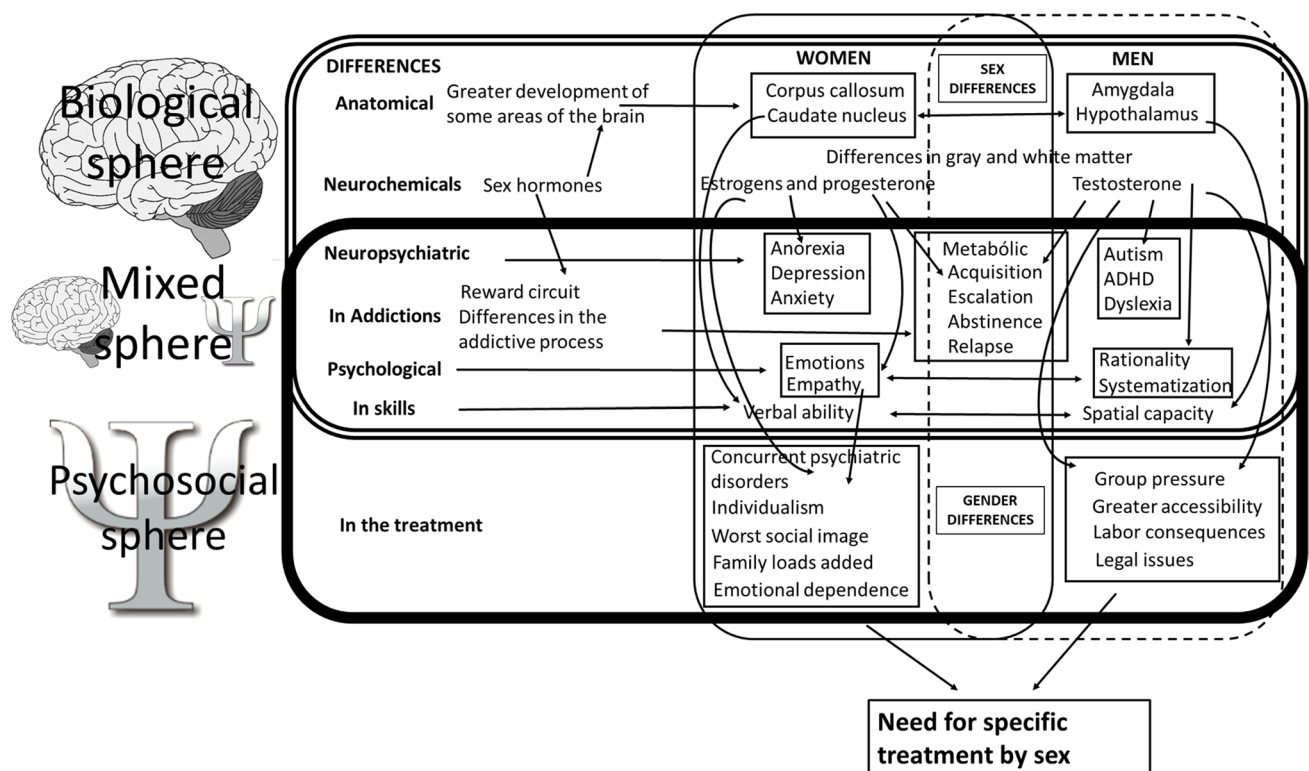 Biological
sphere
Mixed
sphere
Psychosocial
sphere
DIFFERENCES
WOMEN
SEX
DIFFERENCES
MEN
Anatomical
Greater development of
some areas of the brain
Corpus callosum
Caudate nucleus
Amygdala
Hypothalamus
Differences in gray and white matter
Neurochemicals
Sex hormones
Estrogens and progesterone
Testosterone
Neuropsychiatric
Anorexia
Depression
Anxiety
Metabólic
Acquisition
Escalation
Abstinence
Relapse
Autism
ADHD
Dyslexia
In Addictions
Reward circuit
Differences in the
addictive process
Psychological
Emotions
Empathy
Rationality
Systematization
In skills
Verbal ability
Spatial capacity
In the treatment
Concurrent psychiatric
disorders
Individualism
Worst social image
Family loads added
Emotional dependence
GENDER
DIFFERENCES
Group pressure
Greater accessibility
Labor consequences
Legal issues
Need for specific
treatment by sex